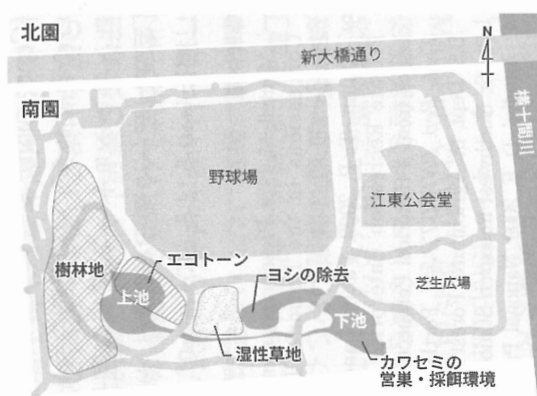 北園
新大橋通り
N
南園
横十間川
野球場
江東公会堂
樹林地
エコトーン
ヨシの除去
芝生広場
上池
下池
湿性草地
カワセミの
営巣・採餌環境